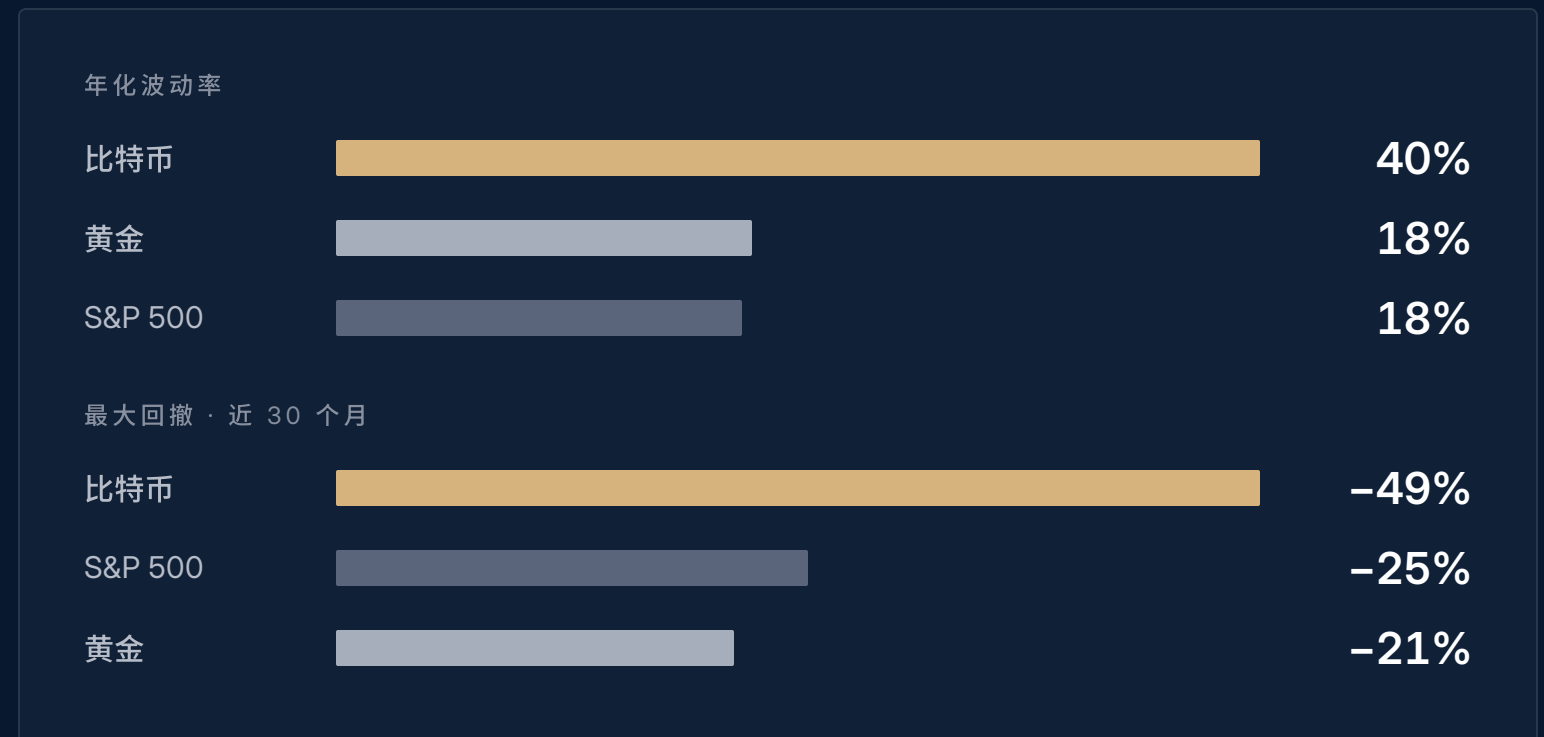 年化波动率
比特币 40%
黄金 18%
S&P 500 18%
最大回撤 · 近 30 个月
比特币 −49%
S&P 500 −25%
黄金 −21%